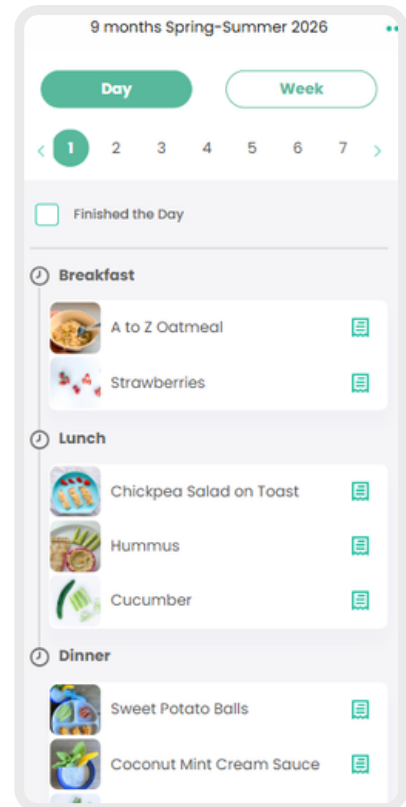 9 months Spring-Summer 2026
Day Week
1 2 3 4 5 6 7
Finished the Day
Breakfast
A to Z Oatmeal
Strawberries
Lunch
Chickpea Salad on Toast
Hummus
Cucumber
Dinner
Sweet Potato Balls
Coconut Mint Cream Sauce